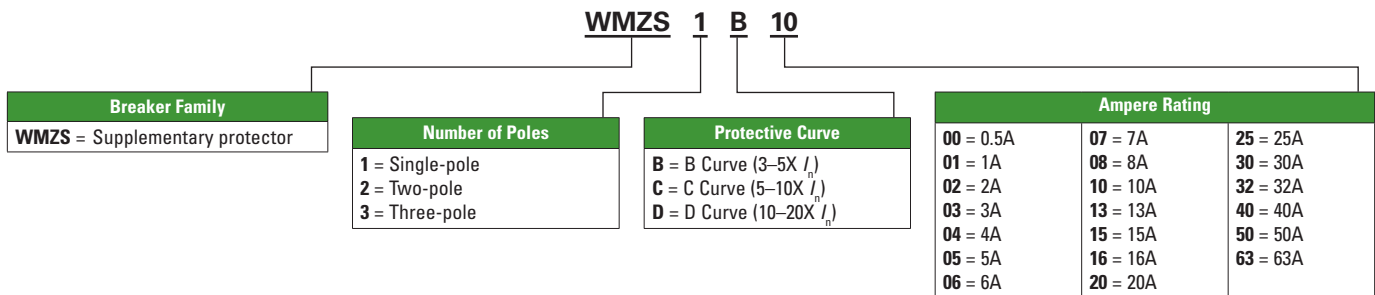 WMZS 1 B 10
Breaker Family
WMZS = Supplementary protector
Number of Poles
1 = Single-pole
2 = Two-pole
3 = Three-pole
Protective Curve
B = B Curve (3–5X In)
C = C Curve (5–10X In)
D = D Curve (10–20X In)
Ampere Rating
00 = 0.5A
01 = 1A
02 = 2A
03 = 3A
04 = 4A
05 = 5A
06 = 6A
07 = 7A
08 = 8A
10 = 10A
13 = 13A
15 = 15A
16 = 16A
20 = 20A
25 = 25A
30 = 30A
32 = 32A
40 = 40A
50 = 50A
63 = 63A